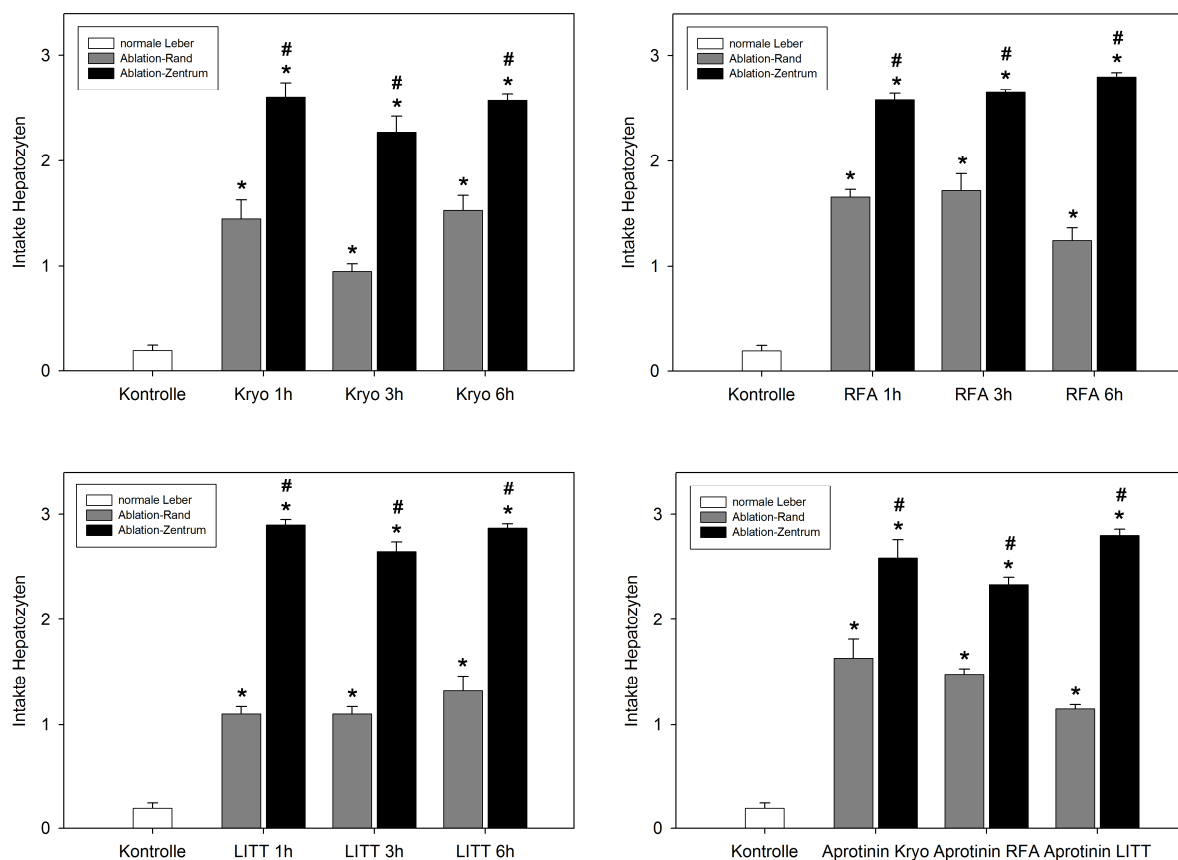 normale Leber
Ablation-Rand
Ablation-Zentrum
Intakte Hepatozyten
3
2
1
0
* # * * # * * # *
Kontrolle Kryo 1h Kryo 3h Kryo 6h
normale Leber
Ablation-Rand
Ablation-Zentrum
Intakte Hepatozyten
3
2
1
0
* # * * # * * # *
Kontrolle RFA 1h RFA 3h RFA 6h
normale Leber
Ablation-Rand
Ablation-Zentrum
Intakte Hepatozyten
3
2
1
0
* # * * # * * # *
Kontrolle LITT 1h LITT 3h LITT 6h
normale Leber
Ablation-Rand
Ablation-Zentrum
Intakte Hepatozyten
3
2
1
0
* # * * # * * # *
Kontrolle Aprotinin Kryo Aprotinin RFA Aprotinin LITT